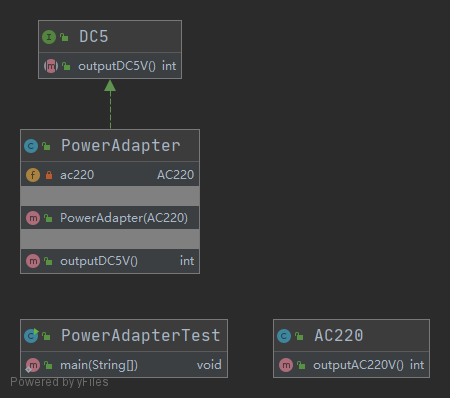 DC5
outputDC5V() int
PowerAdapter
ac220 AC220
PowerAdapter(AC220)
outputDC5V() int
PowerAdapterTest
main(String[]) void
AC220
outputAC220V() int
Powered by yFiles